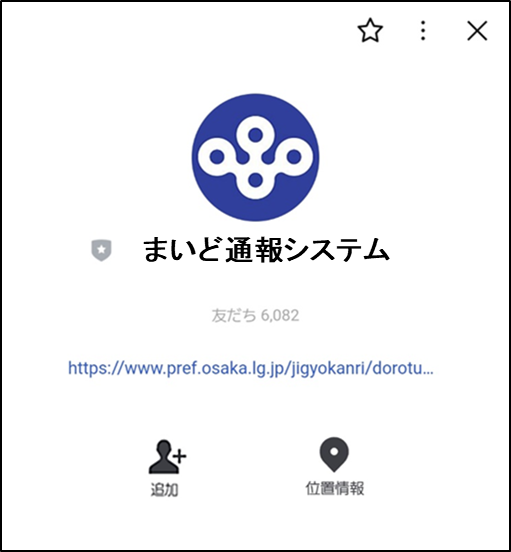 まいど通報システム
友だち 6,082
https://www.pref.osaka.lg.jp/jigyokanri/dorotu...
追加
位置情報